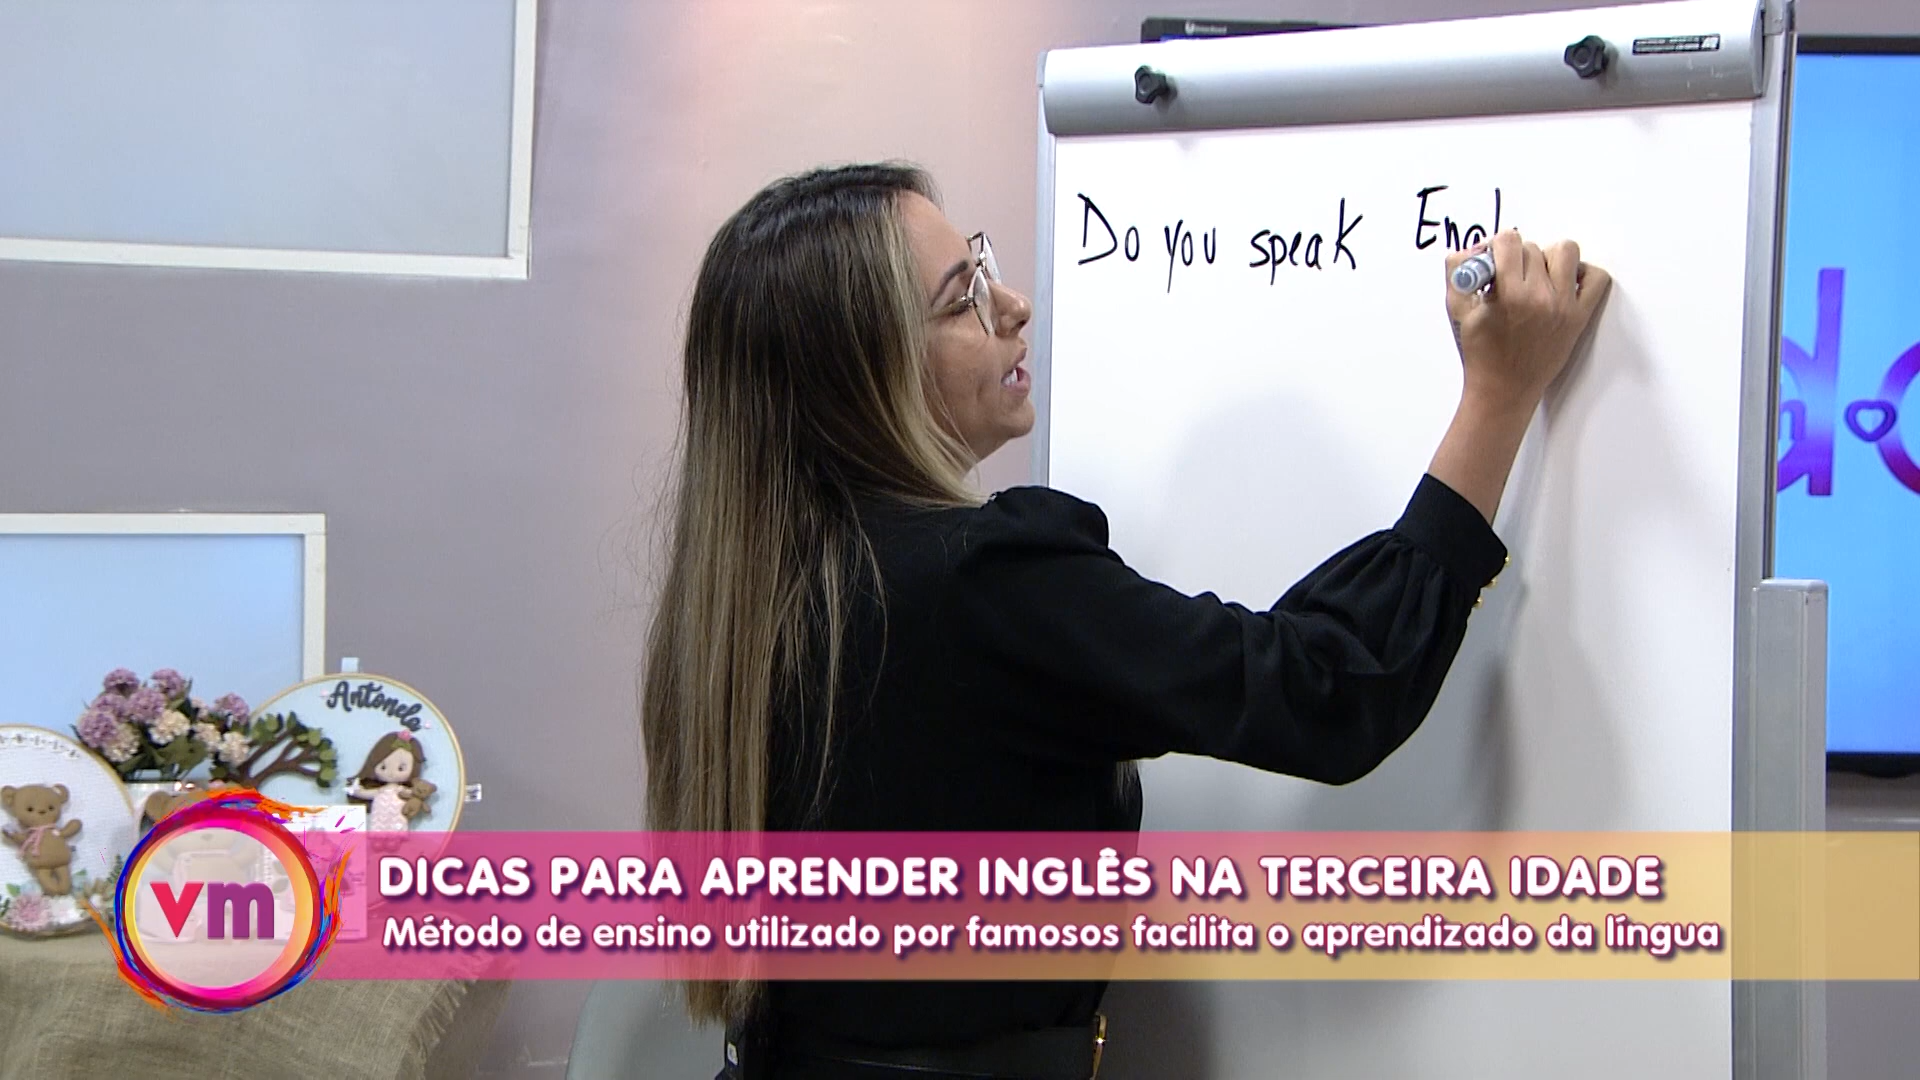 Do you speak Engl
Antonela
vm
DICAS PARA APRENDER INGLÊS NA TERCEIRA IDADE
Método de ensino utilizado por famosos facilita o aprendizado da língua